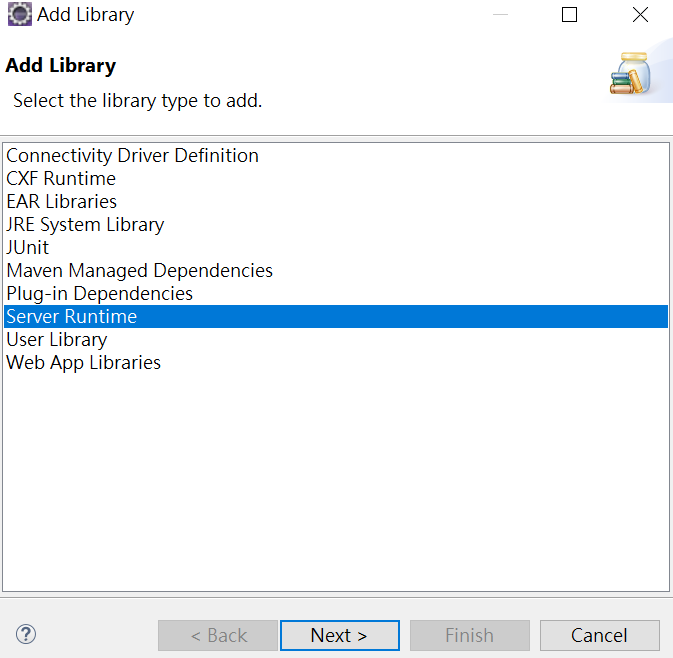 Add Library
Add Library
Select the library type to add.
Connectivity Driver Definition
CXF Runtime
EAR Libraries
JRE System Library
JUnit
Maven Managed Dependencies
Plug-in Dependencies
Server Runtime
User Library
Web App Libraries
? < Back Next > Finish Cancel